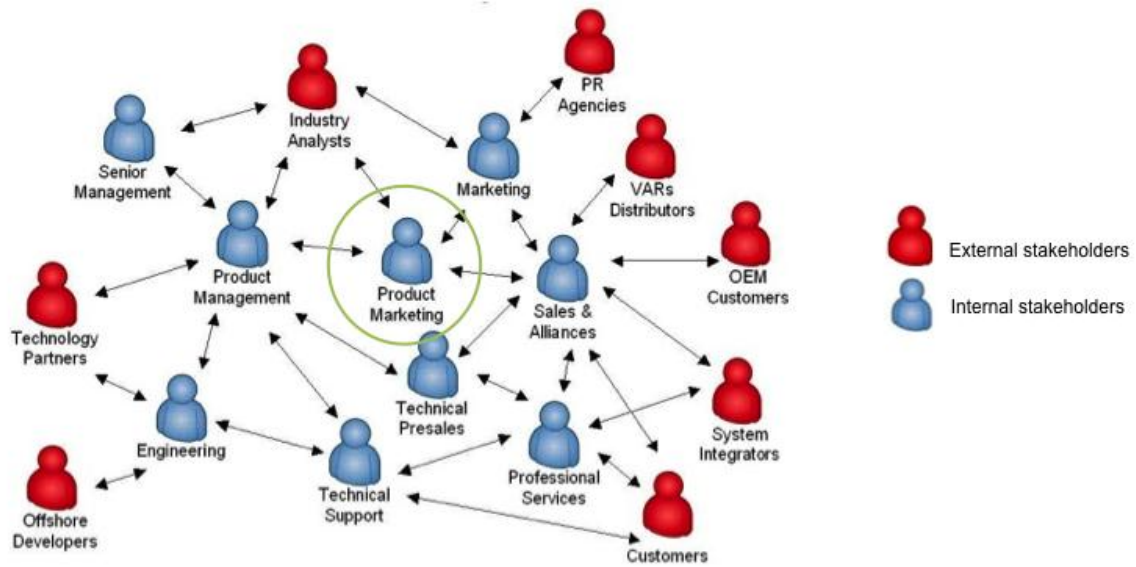 PR
Agencies
Industry
Analysts
Senior
Management
Marketing
VARs
Distributors
Product
Management
Product
Marketing
Sales &
Alliances
OEM
Customers
External stakeholders
Internal stakeholders
Technology
Partners
Technical
Presales
System
Integrators
Engineering
Technical
Support
Professional
Services
Offshore
Developers
Customers